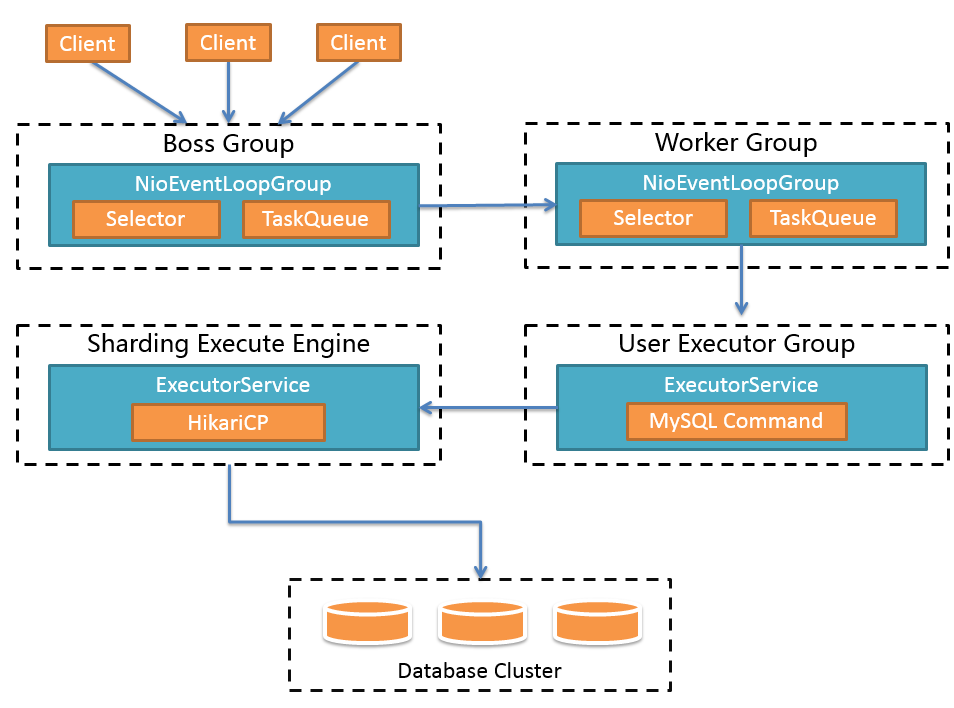 Client
Client
Client
Boss Group
NioEventLoopGroup
Selector
TaskQueue
Worker Group
NioEventLoopGroup
Selector
TaskQueue
Sharding Execute Engine
ExecutorService
HikariCP
User Executor Group
ExecutorService
MySQL Command
Database Cluster